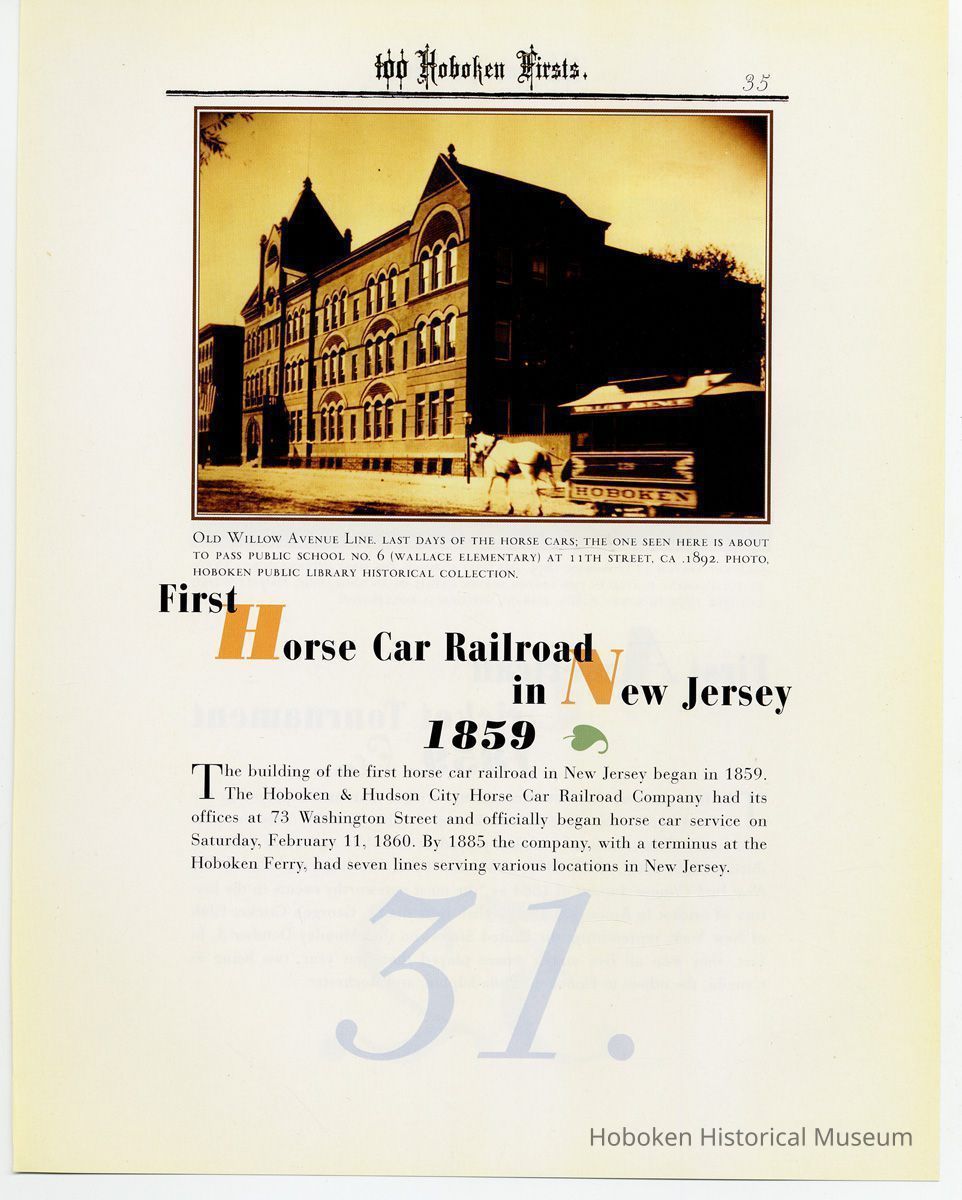 100 Hoboken Firsts.
35
WILLOW AVENUE
HOBOKEN
OLD WILLOW AVENUE LINE. LAST DAYS OF THE HORSE CARS; THE ONE SEEN HERE IS ABOUT
TO PASS PUBLIC SCHOOL NO. 6 (WALLACE ELEMENTARY) AT 11TH STREET, CA .1892. PHOTO,
HOBOKEN PUBLIC LIBRARY HISTORICAL COLLECTION.
First
Horse Car Railroad
in New Jersey
1859
The building of the first horse car railroad in New Jersey began in 1859.
The Hoboken & Hudson City Horse Car Railroad Company had its
offices at 73 Washington Street and officially began horse car service on
Saturday, February 11, 1860. By 1885 the company, with a terminus at the
Hoboken Ferry, had seven lines serving various locations in New Jersey.
31.
Hoboken Historical Museum